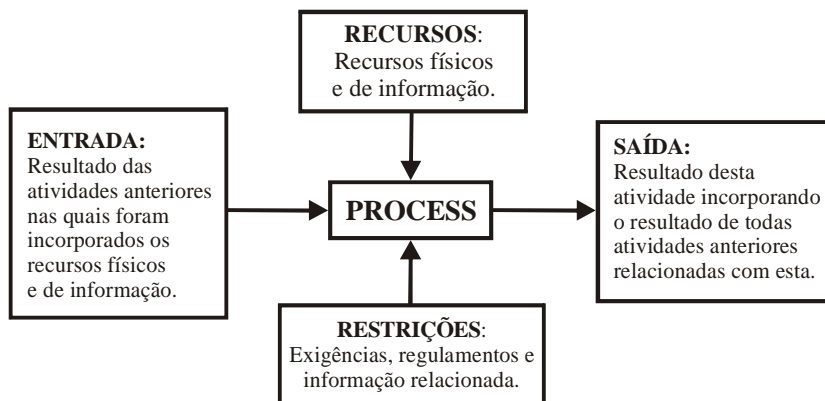 RECURSOS:
Recursos físicos
e de informação.
ENTRADA:
Resultado das
atividades anteriores
nas quais foram
incorporados os
recursos físicos
e de informação.
PROCESS
SAÍDA:
Resultado desta
atividade incorporando
o resultado de todas
atividades anteriores
relacionadas com esta.
RESTRIÇÕES:
Exigências, regulamentos e
informação relacionada.